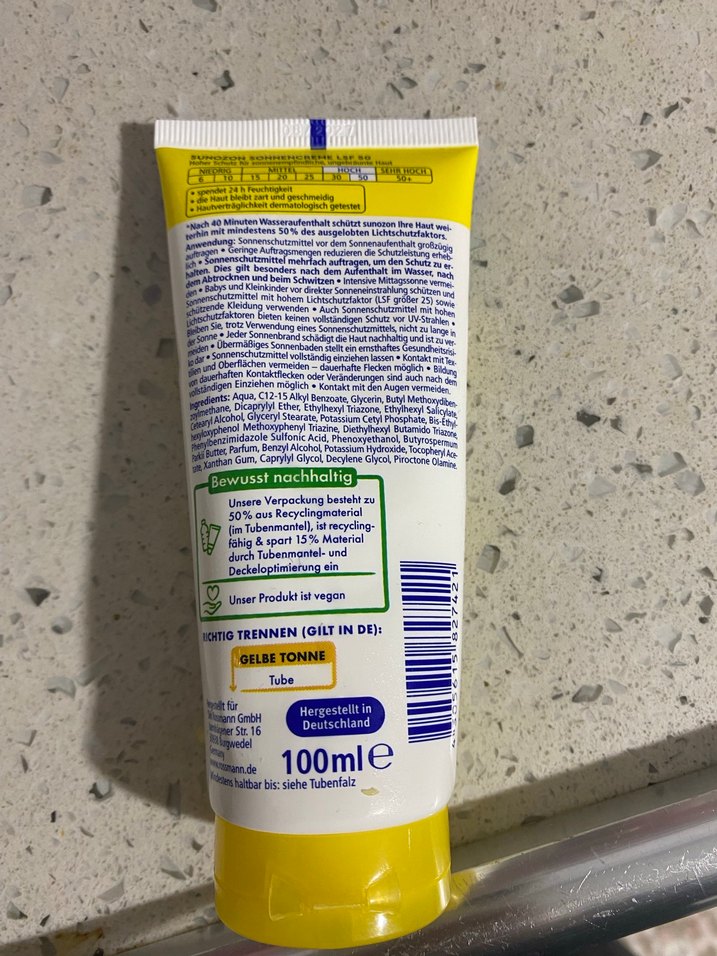 SUNOZON SONNENCREME LSF 50
Hoher Schutz für sonnenempfindliche, ungebräunte Haut
NIEDRIG MITTEL HOCH SEHR HOCH
6 10 15 20 25 30 50 50+
• spendet 24 h Feuchtigkeit
• die Haut bleibt zart und geschmeidig
• Hautverträglichkeit dermatologisch getestet
*Nach 40 Minuten Wasseraufenthalt schützt sunozon Ihre Haut wei-
terhin mit mindestens 50% des ausgelobten Lichtschutzfaktors.
Anwendung: Sonnenschutzmittel vor dem Sonnenaufenthalt großzügig
auftragen • Geringe Auftragsmengen reduzieren die Schutzleistung erheb-
lich • Sonnenschutzmittel mehrfach auftragen, um den Schutz zu er-
halten. Dies gilt besonders nach dem Aufenthalt im Wasser, nach
dem Abtrocknen und beim Schwitzen • Intensive Mittagssonne vermei-
den • Babys und Kleinkinder vor direkter Sonneneinstrahlung schützen und
Sonnenschutzmittel mit hohem Lichtschutzfaktor (LSF größer 25) sowie
schützende Kleidung verwenden • Auch Sonnenschutzmittel mit hohen
Lichtschutzfaktoren bieten keinen vollständigen Schutz vor UV-Strahlen •
Bleiben Sie, trotz Verwendung eines Sonnenschutzmittels, nicht zu lange in
der Sonne • Jeder Sonnenbrand schädigt die Haut nachhaltig und ist zu ver-
meiden • Übermäßiges Sonnenbaden stellt ein ernsthaftes Gesundheitsrisi-
ko dar • Sonnenschutzmittel vollständig einziehen lassen • Kontakt mit Tex-
tilien und Oberflächen vermeiden – dauerhafte Flecken möglich • Bildung
von dauerhaften Kontaktflecken oder Veränderungen sind auch nach dem
vollständigen Einziehen möglich • Kontakt mit den Augen vermeiden.
Ingredients: Aqua, C12-15 Alkyl Benzoate, Glycerin, Butyl Methoxydiben-
zoylmethane, Dicaprylyl Ether, Ethylhexyl Triazone, Ethylhexyl Salicylate,
Cetearyl Alcohol, Glyceryl Stearate, Potassium Cetyl Phosphate, Bis-Ethyl-
hexyloxyphenol Methoxyphenyl Triazine, Diethylhexyl Butamido Triazone,
Phenylbenzimidazole Sulfonic Acid, Phenoxyethanol, Butyrospermum
Parkii Butter, Parfum, Benzyl Alcohol, Potassium Hydroxide, Tocopheryl Ace-
tate, Xanthan Gum, Caprylyl Glycol, Decylene Glycol, Piroctone Olamine.
Bewusst nachhaltig
Unsere Verpackung besteht zu
50% aus Recyclingmaterial
(im Tubenmantel), ist recycling-
fähig & spart 15% Material
durch Tubenmantel- und
Deckeloptimierung ein
Unser Produkt ist vegan
RICHTIG TRENNEN (GILT IN DE):
GELBE TONNE
Tube
Rossmann GmbH
Str. 16
Burgwedel
Germany
www.rossmann.de
Mindestens haltbar bis: siehe Tubenfalz
Hergestellt in
Deutschland
100ml e
4 305615 827421